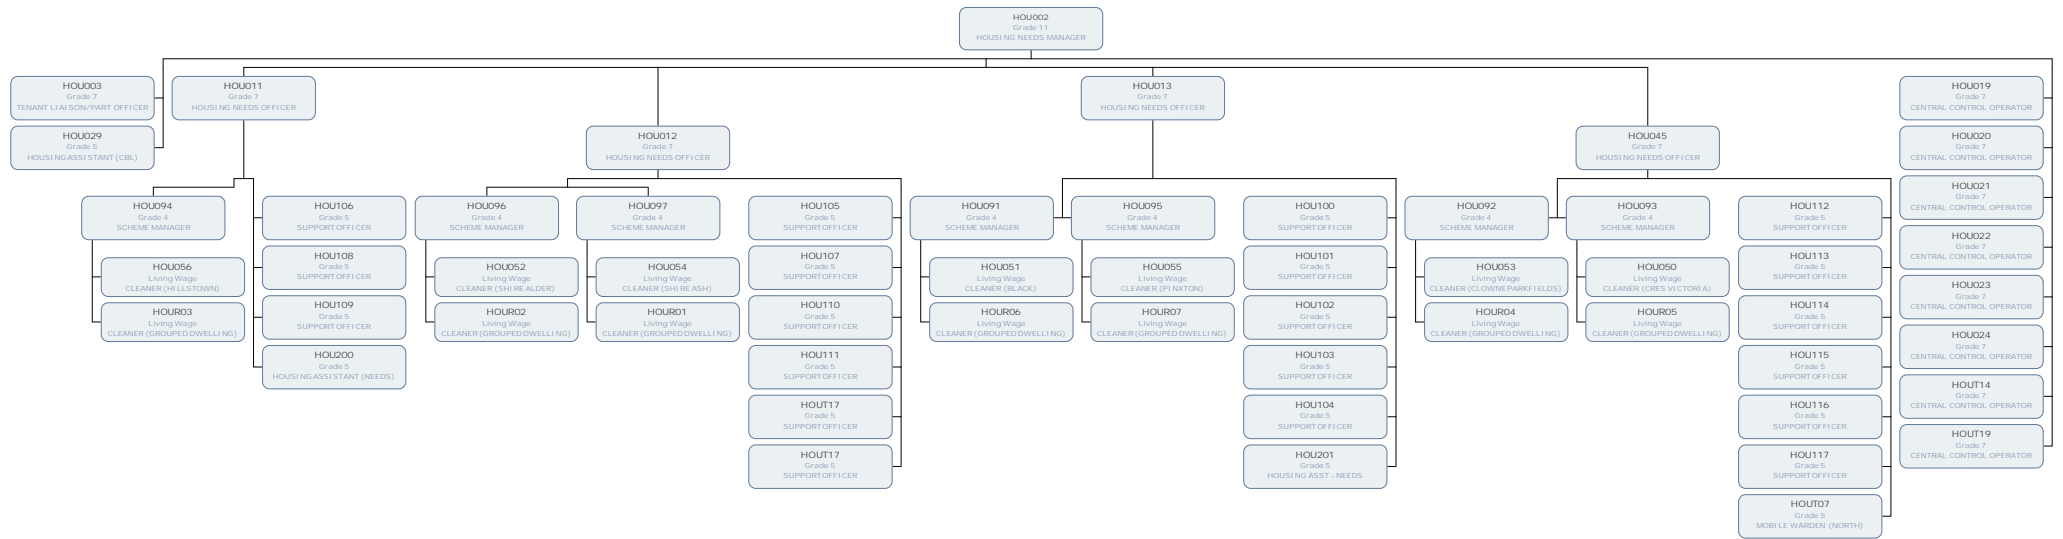 HOU002
Grade 11
HOUSING NEEDS MANAGER
HOU003
Grade 7
TENANT LIAISON/PART OFFICER
HOU029
Grade 5
HOUSING ASSISTANT (CBL)
HOU011
Grade 7
HOUSING NEEDS OFFICER
HOU094
Grade 4
SCHEME MANAGER
HOU056
Living Wage
CLEANER (HILLSTOWN)
HOUR03
Living Wage
CLEANER (GROUPED DWELLING)
HOU106
Grade 5
SUPPORT OFFICER
HOU108
Grade 5
SUPPORT OFFICER
HOU109
Grade 5
SUPPORT OFFICER
HOU200
Grade 5
HOUSING ASSISTANT (NEEDS)
HOU012
Grade 7
HOUSING NEEDS OFFICER
HOU096
Grade 4
SCHEME MANAGER
HOU052
Living Wage
CLEANER (SHIREALDER)
HOUR02
Living Wage
CLEANER (GROUPED DWELLING)
HOU097
Grade 4
SCHEME MANAGER
HOU054
Living Wage
CLEANER (SHIREASH)
HOUR01
Living Wage
CLEANER (GROUPED DWELLING)
HOU105
Grade 5
SUPPORT OFFICER
HOU107
Grade 5
SUPPORT OFFICER
HOU110
Grade 5
SUPPORT OFFICER
HOU111
Grade 5
SUPPORT OFFICER
HOUT17
Grade 5
SUPPORT OFFICER
HOUT17
Grade 5
SUPPORT OFFICER
HOU013
Grade 7
HOUSING NEEDS OFFICER
HOU091
Grade 4
SCHEME MANAGER
HOU051
Living Wage
CLEANER (BLACK)
HOUR06
Living Wage
CLEANER (GROUPED DWELLING)
HOU095
Grade 4
SCHEME MANAGER
HOU055
Living Wage
CLEANER (PINXTON)
HOUR07
Living Wage
CLEANER (GROUPED DWELLING)
HOU100
Grade 5
SUPPORT OFFICER
HOU101
Grade 5
SUPPORT OFFICER
HOU102
Grade 5
SUPPORT OFFICER
HOU103
Grade 5
SUPPORT OFFICER
HOU104
Grade 5
SUPPORT OFFICER
HOU201
Grade 5
HOUSING ASST - NEEDS
HOU045
Grade 7
HOUSING NEEDS OFFICER
HOU092
Grade 4
SCHEME MANAGER
HOU053
Living Wage
CLEANER (CLOWNE PARKFIELDS)
HOUR04
Living Wage
CLEANER (GROUPED DWELLING)
HOU093
Grade 4
SCHEME MANAGER
HOU050
Living Wage
CLEANER (CRES VICTORIA)
HOUR05
Living Wage
CLEANER (GROUPED DWELLING)
HOU112
Grade 5
SUPPORT OFFICER
HOU113
Grade 5
SUPPORT OFFICER
HOU114
Grade 5
SUPPORT OFFICER
HOU115
Grade 5
SUPPORT OFFICER
HOU116
Grade 5
SUPPORT OFFICER
HOU117
Grade 5
SUPPORT OFFICER
HOUT07
Grade 5
MOBILE WARDEN (NORTH)
HOU019
Grade 7
CENTRAL CONTROL OPERATOR
HOU020
Grade 7
CENTRAL CONTROL OPERATOR
HOU021
Grade 7
CENTRAL CONTROL OPERATOR
HOU022
Grade 7
CENTRAL CONTROL OPERATOR
HOU023
Grade 7
CENTRAL CONTROL OPERATOR
HOU024
Grade 7
CENTRAL CONTROL OPERATOR
HOUT14
Grade 7
CENTRAL CONTROL OPERATOR
HOUT19
Grade 7
CENTRAL CONTROL OPERATOR